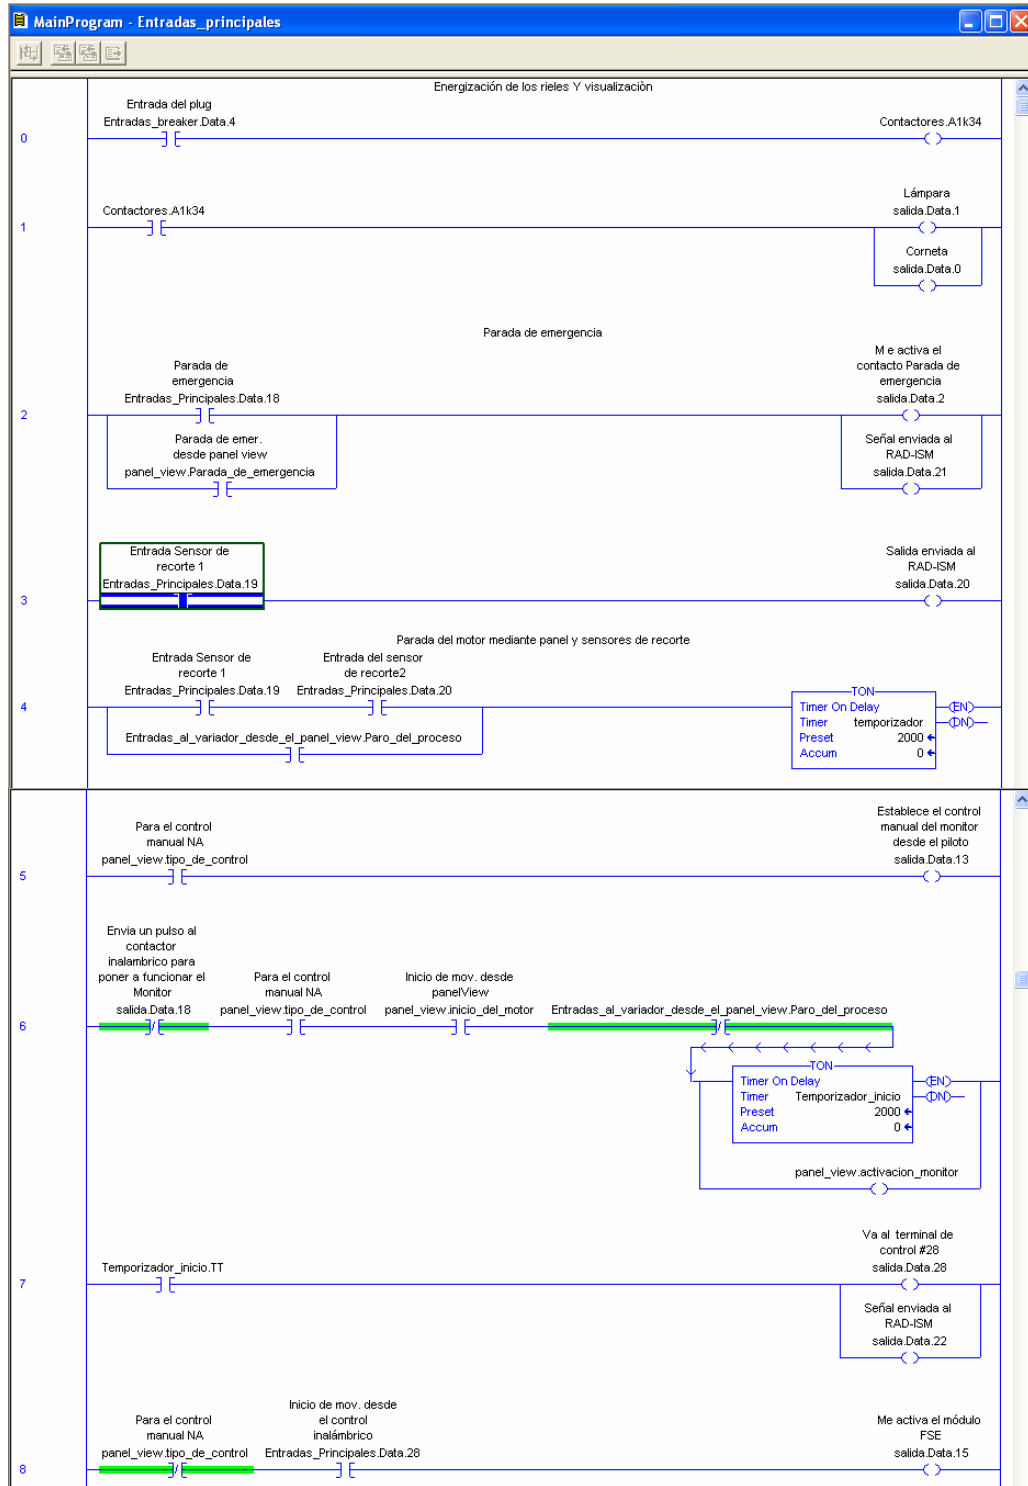 MainProgram - Entradas_principales
Energización de los rieles Y visualizaciòn
Entrada del plug
Entradas_breaker.Data.4
Contactores.A1k34
0
Lámpara
Contactores.A1k34
salida.Data.1
1
Corneta
salida.Data.0
Parada de emergencia
M e activa el
contacto Parada de
emergencia
Parada de
emergencia
Entradas_Principales.Data.18
salida.Data.2
2
Parada de emer.
desde panel view
panel_view.Parada_de_emergencia
Señal enviada al
RAD-ISM
salida.Data.21
Entrada Sensor de
recorte 1
Entradas_Principales.Data.19
Salida enviada al
RAD-ISM
salida.Data.20
3
Parada del motor mediante panel y sensores de recorte
Entrada Sensor de
recorte 1
Entradas_Principales.Data.19
Entrada del sensor
de recorte2
Entradas_Principales.Data.20
4
TON
Timer On Delay
Timer temporizador
Preset 2000
Accum 0
EN
DN
Entradas_al_variador_desde_el_panel_view.Paro_del_proceso
Para el control
manual NA
panel_view.tipo_de_control
Establece el control
manual del monitor
desde el piloto
salida.Data.13
5
Envia un pulso al
contactor
inalambrico para
poner a funcionar el
Monitor
salida.Data.18
Para el control
manual NA
panel_view.tipo_de_control
Inicio de mov. desde
panelView
panel_view.inicio_del_motor
Entradas_al_variador_desde_el_panel_view.Paro_del_proceso
6
TON
Timer On Delay
Timer Temporizador_inicio
Preset 2000
Accum 0
EN
DN
panel_view.activacion_monitor
Temporizador_inicio.TT
Va al terminal de
control #28
salida.Data.28
7
Señal enviada al
RAD-ISM
salida.Data.22
Para el control
manual NA
panel_view.tipo_de_control
Inicio de mov. desde
el control
inalámbrico
Entradas_Principales.Data.28
Me activa el módulo
FSE
salida.Data.15
8